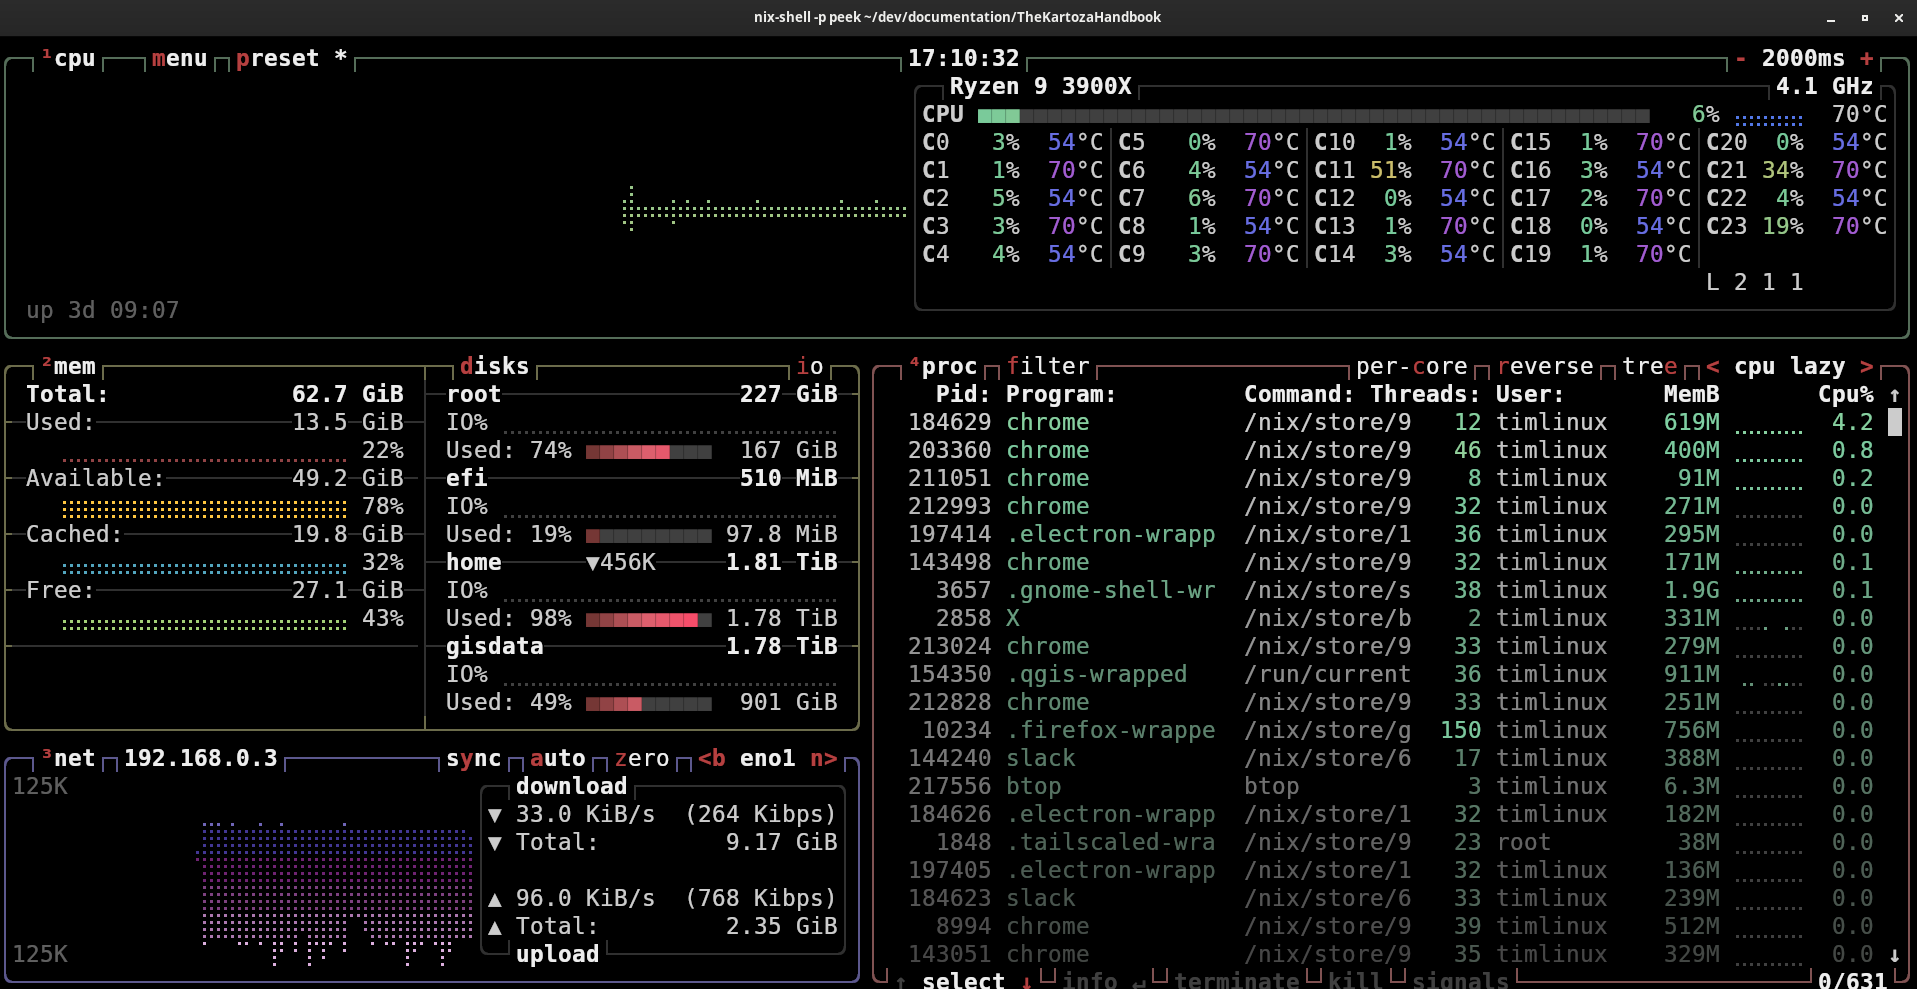 nix-shell -p peek ~/dev/documentation/TheKartozaHandbook
¹cpu menu preset * 17:10:32 - 2000ms +
Ryzen 9 3900X 4.1 GHz
CPU 6% 70°C
C0 3% 54°C C5 0% 70°C C10 1% 54°C C15 1% 70°C C20 0% 54°C
C1 1% 70°C C6 4% 54°C C11 51% 70°C C16 3% 54°C C21 34% 70°C
C2 5% 54°C C7 6% 70°C C12 0% 54°C C17 2% 70°C C22 4% 54°C
C3 3% 70°C C8 1% 54°C C13 1% 70°C C18 0% 54°C C23 19% 70°C
C4 4% 54°C C9 3% 70°C C14 3% 54°C C19 1% 70°C
L 2 1 1
up 3d 09:07
²mem
Total: 62.7 GiB
Used: 13.5 GiB
22%
Available: 49.2 GiB
78%
Cached: 19.8 GiB
32%
Free: 27.1 GiB
43%
disks io
root 227 GiB
IO%
Used: 74% 167 GiB
efi 510 MiB
IO%
Used: 19% 97.8 MiB
home ▼456K 1.81 TiB
IO%
Used: 98% 1.78 TiB
gisdata 1.78 TiB
IO%
Used: 49% 901 GiB
³net 192.168.0.3 sync auto zero <b eno1 n>
125K
125K
download
▼ 33.0 KiB/s (264 Kibps)
▼ Total: 9.17 GiB
▲ 96.0 KiB/s (768 Kibps)
▲ Total: 2.35 GiB
upload
⁴proc filter per-core reverse tree < cpu lazy >
Pid: Program: Command: Threads: User: MemB Cpu% ↑
184629 chrome /nix/store/9 12 timlinux 619M 4.2
203360 chrome /nix/store/9 46 timlinux 400M 0.8
211051 chrome /nix/store/9 8 timlinux 91M 0.2
212993 chrome /nix/store/9 32 timlinux 271M 0.0
197414 .electron-wrapp /nix/store/1 36 timlinux 295M 0.0
143498 chrome /nix/store/9 32 timlinux 171M 0.1
3657 .gnome-shell-wr /nix/store/s 38 timlinux 1.9G 0.1
2858 X /nix/store/b 2 timlinux 331M 0.0
213024 chrome /nix/store/9 33 timlinux 279M 0.0
154350 .qgis-wrapped /run/current 36 timlinux 911M 0.0
212828 chrome /nix/store/9 33 timlinux 251M 0.0
10234 .firefox-wrappe /nix/store/g 150 timlinux 756M 0.0
144240 slack /nix/store/6 17 timlinux 388M 0.0
217556 btop btop 3 timlinux 6.3M 0.0
184626 .electron-wrapp /nix/store/1 32 timlinux 182M 0.0
1848 .tailscaled-wra /nix/store/9 23 root 38M 0.0
197405 .electron-wrapp /nix/store/1 32 timlinux 136M 0.0
184623 slack /nix/store/6 33 timlinux 239M 0.0
8994 chrome /nix/store/9 39 timlinux 512M 0.0
143051 chrome /nix/store/9 35 timlinux 329M 0.0 ↓
↑ select ↓ info ↵ terminate kill signals 0/631